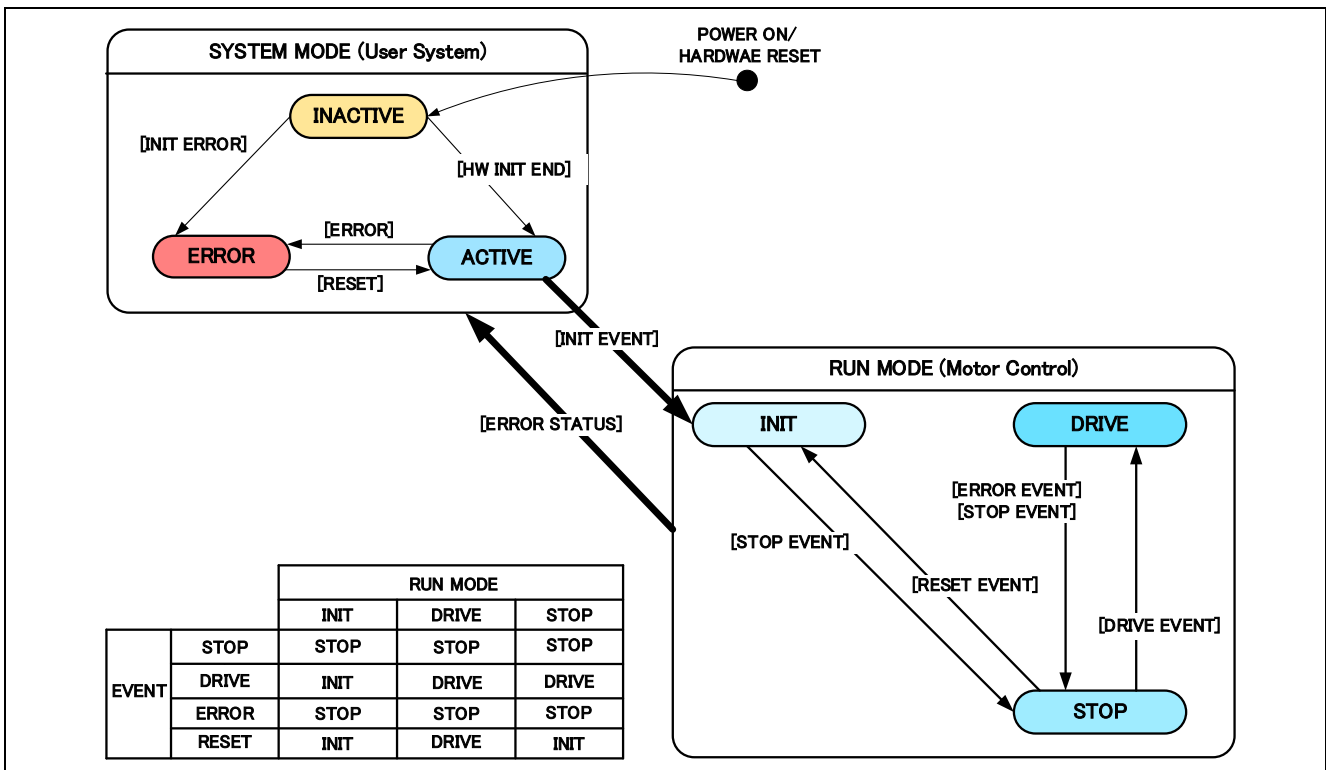 SYSTEM MODE (User System)
POWER ON/
HARDWAE RESET
INACTIVE
[INIT ERROR]
[HW INIT END]
[ERROR]
ERROR
ACTIVE
[RESET]
[INIT EVENT]
[ERROR STATUS]
RUN MODE (Motor Control)
INIT
DRIVE
[ERROR EVENT]
[STOP EVENT]
[STOP EVENT]
[RESET EVENT]
[DRIVE EVENT]
STOP
RUN MODE
INIT DRIVE STOP
EVENT
STOP STOP STOP STOP
DRIVE INIT DRIVE DRIVE
ERROR STOP STOP STOP
RESET INIT DRIVE INIT